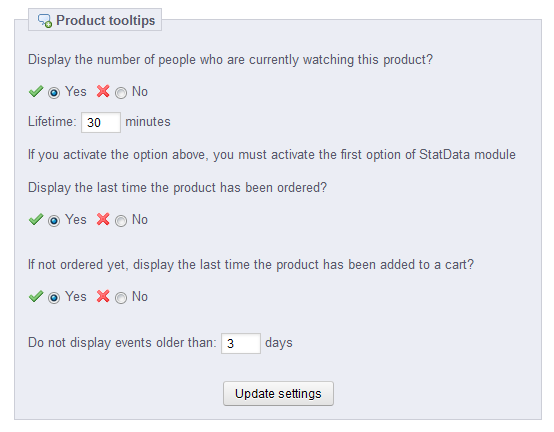 Product tooltips
Display the number of people who are currently watching this product?
Yes No
Lifetime: 30 minutes
If you activate the option above, you must activate the first option of StatData module
Display the last time the product has been ordered?
Yes No
If not ordered yet, display the last time the product has been added to a cart?
Yes No
Do not display events older than: 3 days
Update settings